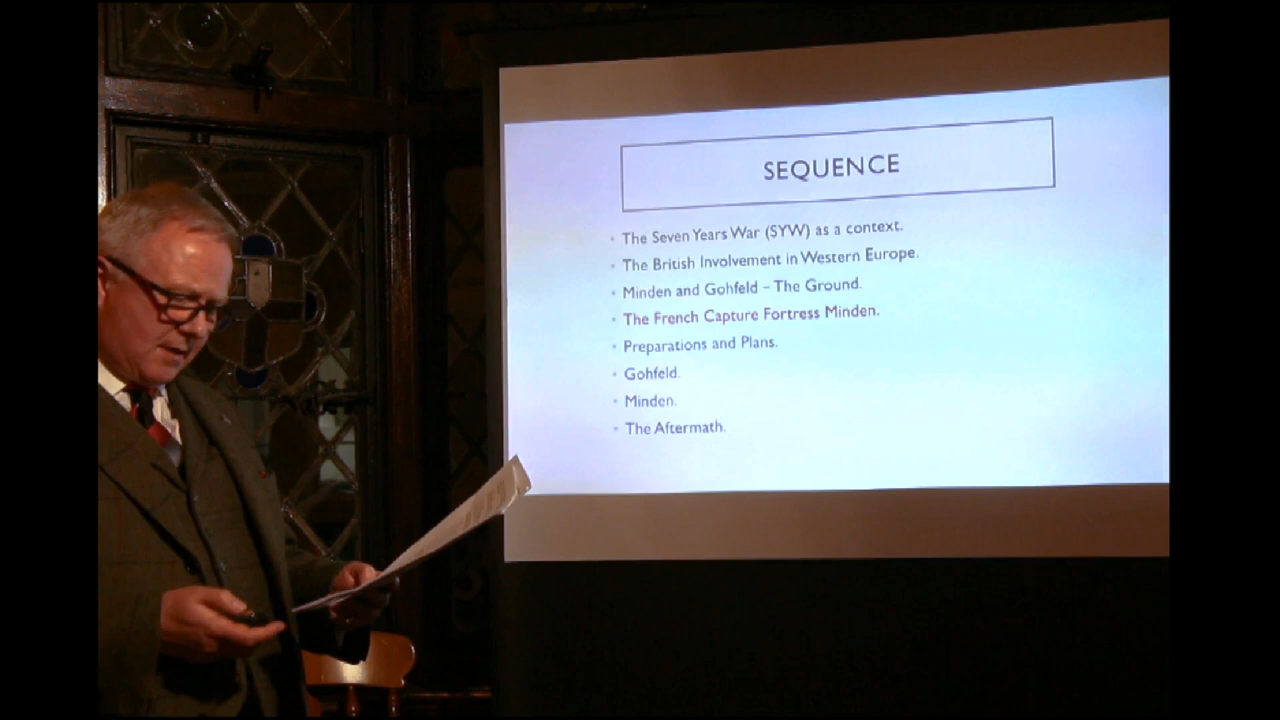 SEQUENCE
• The Seven Years War (SYW) as a context.
• The British Involvement in Western Europe.
• Minden and Gohfeld – The Ground.
• The French Capture Fortress Minden.
• Preparations and Plans.
• Gohfeld.
• Minden.
• The Aftermath.